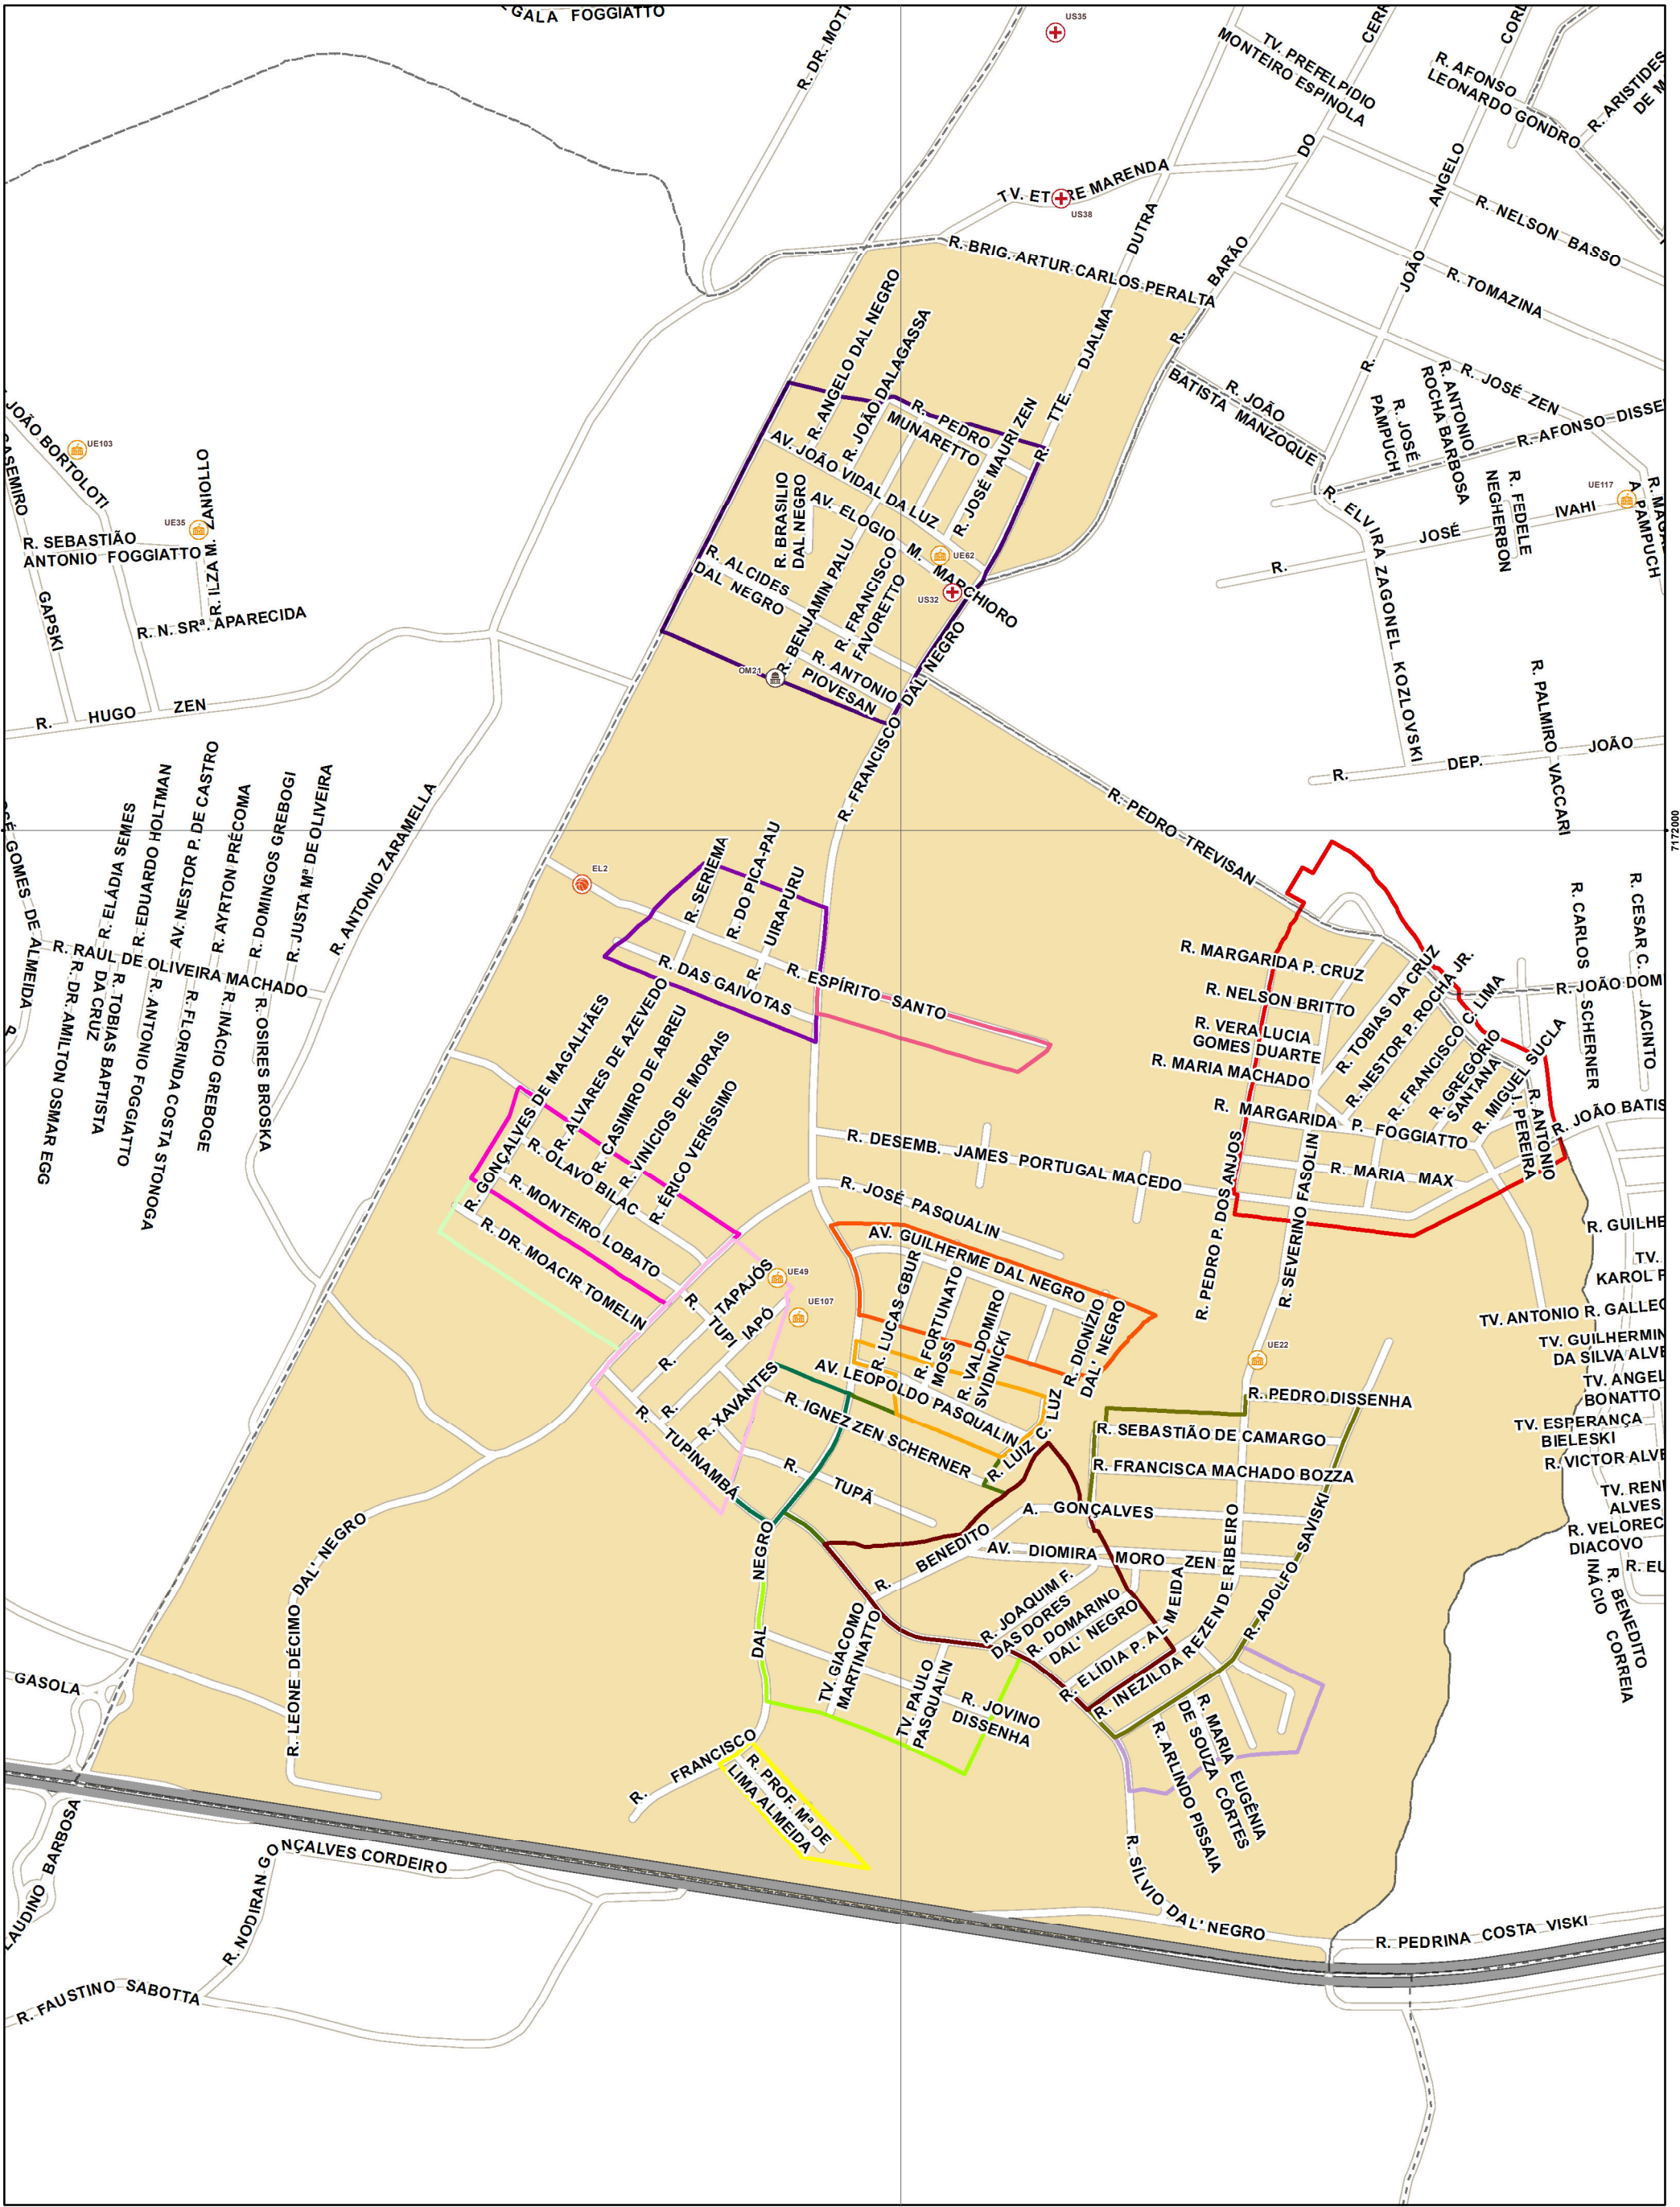 GALA FOGGIATTO
R. DR. MOTT
US35
TV. PREF. ELPIDIO
MONTEIRO ESPINOLA
R. AFONSO
LEONARDO GONDRO
R. ARISTIDES
TV. ETTORE MARENDA
US38
R. NELSON BASSO
R. TOMAZINA
R. BRIG. ARTUR CARLOS PERALTA
R. TTE. DJALMA DUTRA
R. BARÃO DO
R. JOÃO ANGELO
R. ANGELO DAL NEGRO
R. JOÃO DALAGASSA
R. JOSÉ ZEN
R. JOÃO
BATISTA MANZOQUE
R. JOSÉ
PAMPUCH
R. ANTONIO
ROCHA BARBOSA
R. AFONSO DISSE
R. PEDRO
MUNARETTO
R. JOSÉ MAURI ZEN
AV. JOÃO VIDAL DA LUZ
AV. ELOGIO M. MARCHIORO
R. BRASILIO
DAL NEGRO
R. ALCIDES
DAL NEGRO
R. BENJAMIN PALU
R. FRANCISCO
FAVORETTO
R. ANTONIO
PIOVESAN
UE62
US32
OM21
R. FRANCISCO DAL NEGRO
R. ELVIRA ZAGONEL KOZLOVSKI
R. FEDELE
NEGHERBON
R. JOSÉ IVAHI
UE117
A. PAMPUCH
R. PALMIRO VACCARI
R. DEP. JOÃO
R. PEDRO TREVISAN
7172000
JOÃO BORTOLOTI
UE103
UE35
R. SEBASTIÃO
ANTONIO FOGGIATTO
R. ILZA M. ZANIOLLO
R. N. SRª. APARECIDA
GAPSKI
R. HUGO ZEN
GOMES DE ALMEIDA
R. ELÁDIA SEMES
R. EDUARDO HOLTMAN
AV. NESTOR P. DE CASTRO
R. AYRTON PRÉCOMA
R. DOMINGOS GREBOGI
R. JUSTA Mª DE OLIVEIRA
R. ANTONIO ZARAMELLA
R. RAUL DE OLIVEIRA MACHADO
R. DR. AMILTON OSMAR EGG
R. TOBIAS BAPTISTA
DA CRUZ
R. ANTONIO FOGGIATTO
R. FLORINDA COSTA STONOGA
R. INÁCIO GREBOGE
R. OSIRES BROSKA
EL2
R. SERIEMA
R. DO PICA-PAU
R. UIRAPURU
R. DAS GAIVOTAS
R. ESPÍRITO SANTO
R. MARGARIDA P. CRUZ
R. NELSON BRITTO
R. VERA LUCIA
GOMES DUARTE
R. MARIA MACHADO
R. TOBIAS DA CRUZ
R. NESTOR P. ROCHA JR.
R. FRANCISCO C. LIMA
R. GREGÓRIO
SANTANA
R. MIGUEL SUCLA
R. ANTONIO
I. PEREIRA
R. MARGARIDA P. FOGGIATTO
R. MARIA MAX
R. CARLOS SCHERNER
R. CESAR C. JACINTO
R. JOÃO DOM
R. JOÃO BATIS
R. GONÇALVES DE MAGALHÃES
R. ALVARES DE AZEVEDO
R. CASIMIRO DE ABREU
R. VINÍCIOS DE MORAIS
R. ÉRICO VERÍSSIMO
R. OLAVO BILAC
R. MONTEIRO LOBATO
R. DR. MOACIR TOMELIN
R. DESEMB. JAMES PORTUGAL MACEDO
R. JOSÉ PASQUALIN
R. PEDRO P. DOS ANJOS
R. SEVERINO FASOLIN
AV. GUILHERME DAL NEGRO
R. LUCAS GBUR
R. FORTUNATO
MOSS
R. VALDOMIRO
SVIDNICKI
R. DIONÍZIO
DAL' NEGRO
UE49
UE107
R. TAPAJÓS
R. TUPI
R. IAPÓ
R. XAVANTES
R. TUPINAMBÁ
AV. LEOPOLDO PASQUALIN
R. IGNEZ ZEN SCHERNER
R. LUIZ C. LUZ
R. TUPÃ
UE22
R. PEDRO DISSENHA
R. SEBASTIÃO DE CAMARGO
R. FRANCISCA MACHADO BOZZA
R. BENEDITO A. GONÇALVES
AV. DIOMIRA MORO ZEN
R. GUILHE
TV.
KAROL
TV. ANTONIO R. GALLE
TV. GUILHERMIN
DA SILVA ALVE
TV. ANGEL
BONATTO
TV. ESPERANÇA
BIELESKI
R. VICTOR ALVE
TV. REN
ALVES
R. VELOREC
DIACOVO
R. EU
R. BENEDITO
INÁCIO CORREIA
R. LEONE DÉCIMO DAL' NEGRO
R. FRANCISCO DAL NEGRO
TV. GIACOMO
MARTINATTO
TV. PAULO
PASQUALIN
R. JOVINO
DISSENHA
R. JOAQUIM F.
DAS DORES
R. DOMARINO
DAL' NEGRO
R. ELÍDIA P. ALMEIDA
R. INEZILDA REZENDE RIBEIRO
R. ADOLFO SAVISKI
R. MARIA EUGÊNIA
DE SOUZA CÔRTES
R. ARLINDO PISSAIA
R. PROF. Mª DE
LIMA ALMEIDA
R. SÍLVIO DAL' NEGRO
R. PEDRINA COSTA VISKI
GASOLA
LAUDINO BARBOSA
R. NODIRAN GONÇALVES CORDEIRO
R. FAUSTINO SABOTTA